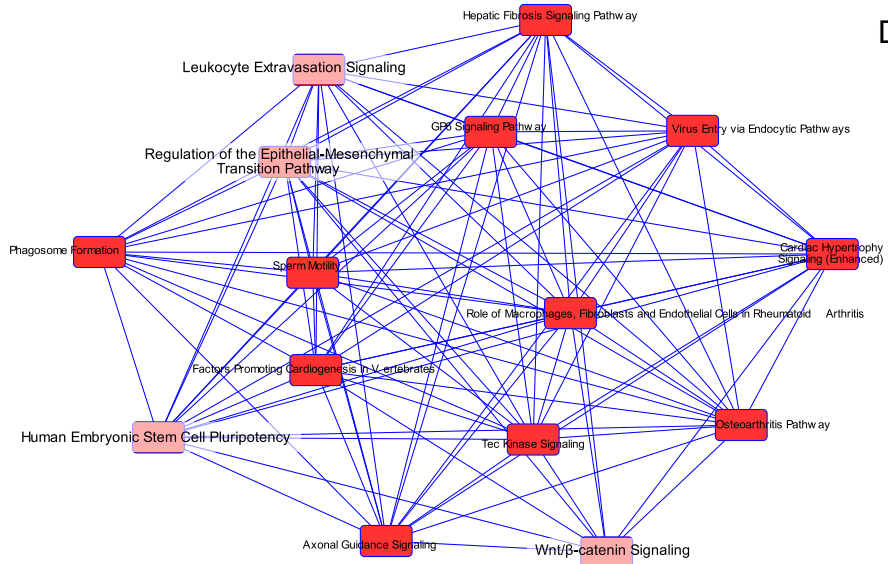 Hepatic Fibrosis Signaling Pathway
D
Leukocyte Extravasation Signaling
GP6 Signaling Pathway
Virus Entry via Endocytic Pathways
Regulation of the Epithelial-Mesenchymal
Transition Pathway
Phagosome Formation
Cardiac Hypertrophy
Signaling (Enhanced)
Sperm Motility
Role of Macrophages, Fibroblasts and Endothelial Cells in Rheumatoid Arthritis
Factors Promoting Cardiogenesis in Vertebrates
Osteoarthritis Pathway
Human Embryonic Stem Cell Pluripotency
Tec Kinase Signaling
Axonal Guidance Signaling
Wnt/β-catenin Signaling